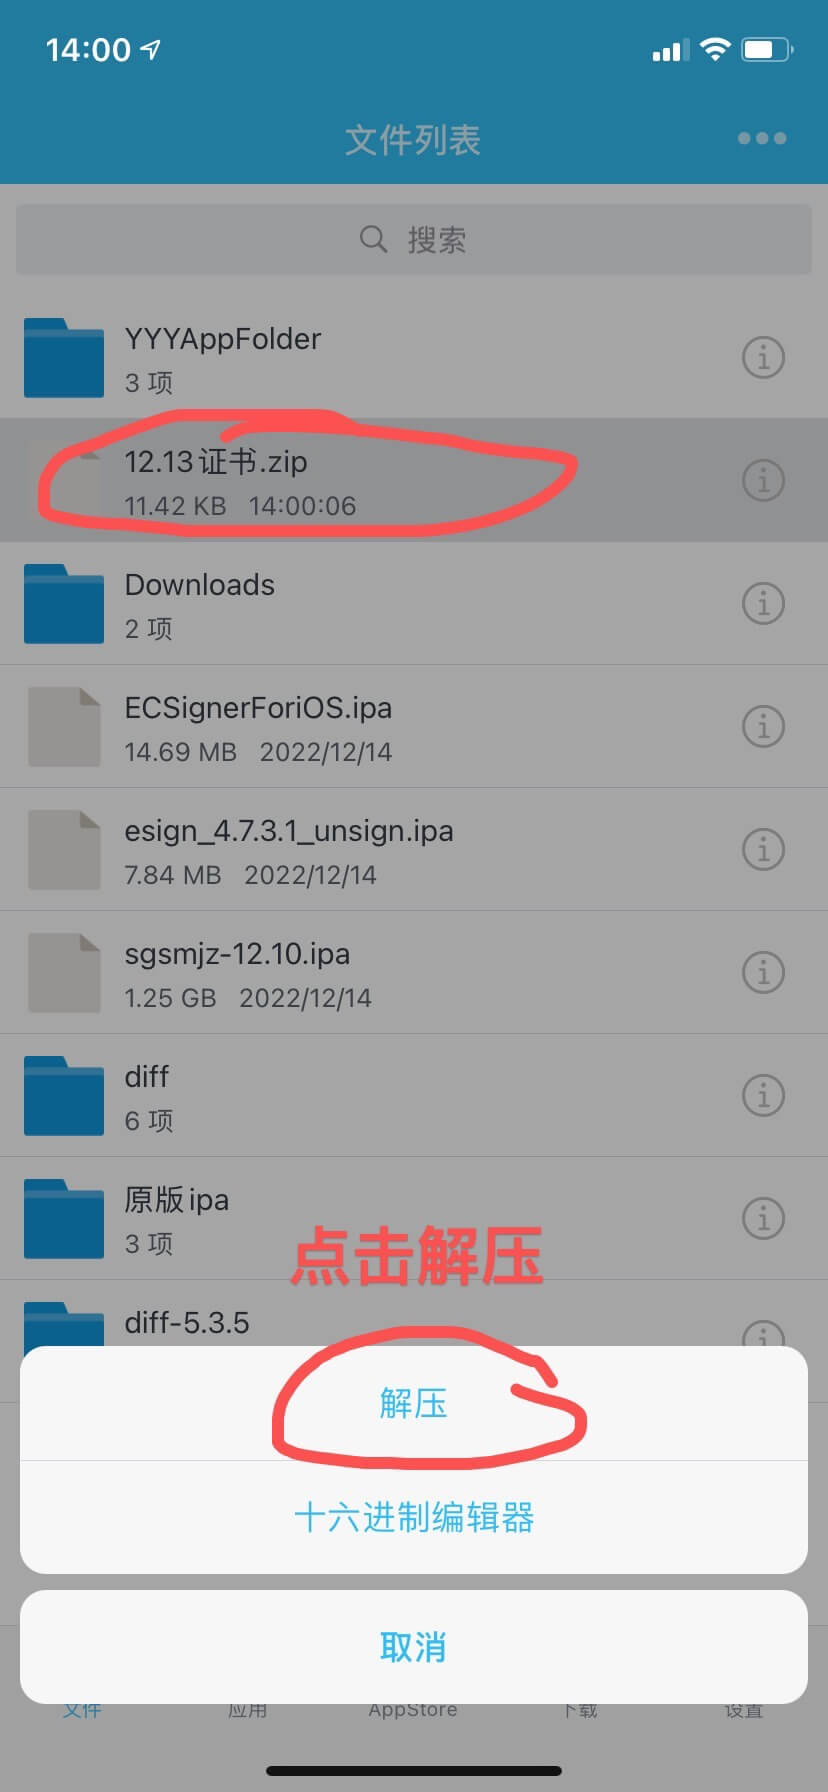 14:00
文件列表
搜索
YYYAppFolder
3 项
12.13证书.zip
11.42 KB 14:00:06
Downloads
2 项
ECSignerForiOS.ipa
14.69 MB 2022/12/14
esign_4.7.3.1_unsign.ipa
7.84 MB 2022/12/14
sgsmjz-12.10.ipa
1.25 GB 2022/12/14
diff
6 项
原版ipa
3 项
点击解压
diff-5.3.5
解压
十六进制编辑器
取消
文件 应用 AppStore 下载 设置